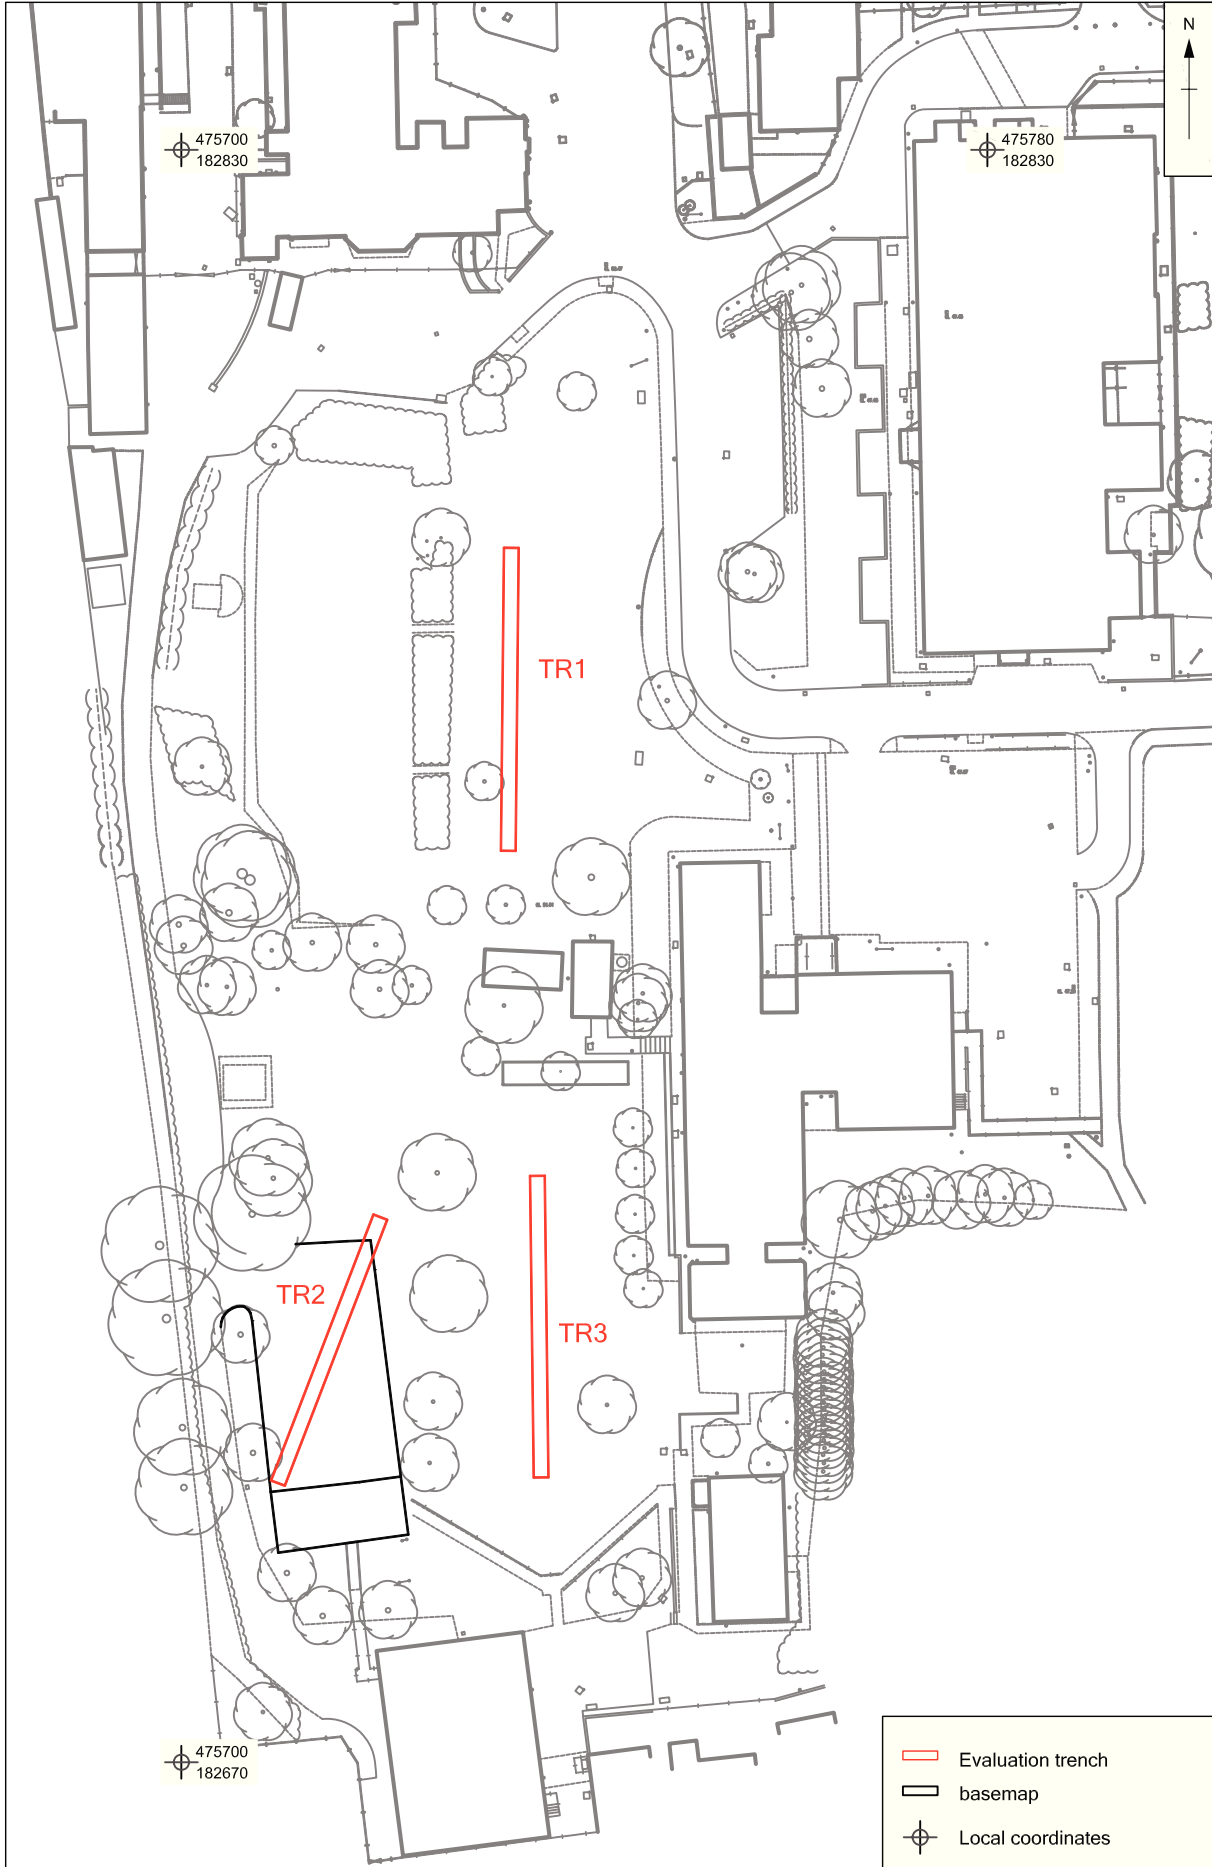 N
475700
182830
475780
182830
TR1
TR2
TR3
475700
182670
Evaluation trench
basemap
Local coordinates